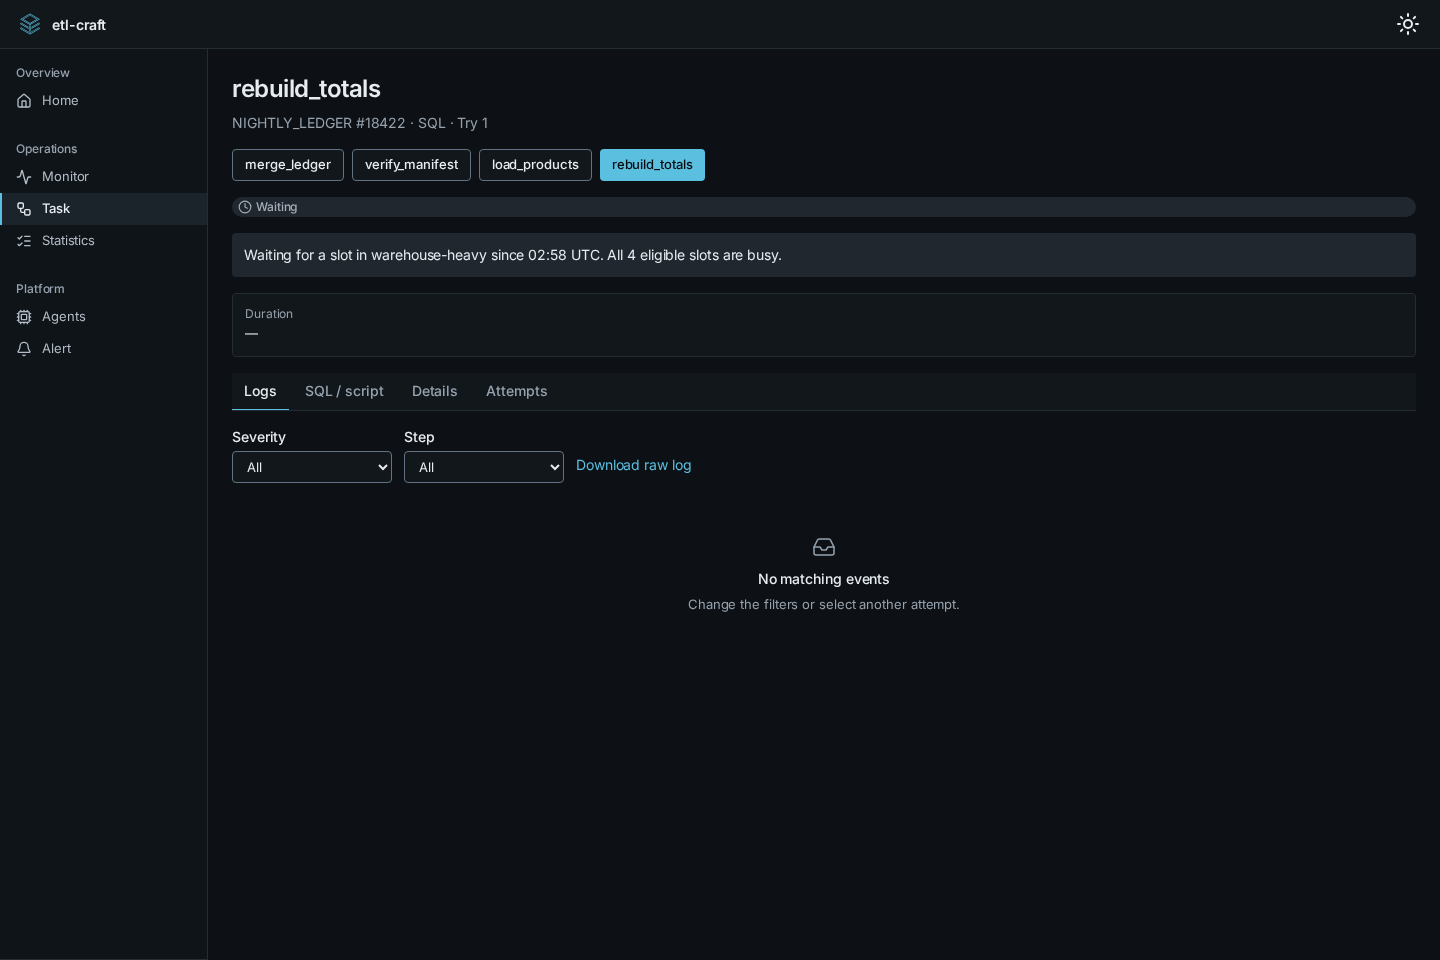 etl-craft
Overview
Home
Operations
Monitor
Task
Statistics
Platform
Agents
Alert
rebuild_totals
NIGHTLY_LEDGER #18422 · SQL · Try 1
merge_ledger verify_manifest load_products rebuild_totals
Waiting
Waiting for a slot in warehouse-heavy since 02:58 UTC. All 4 eligible slots are busy.
Duration
—
Logs SQL / script Details Attempts
Severity Step
All All Download raw log
No matching events
Change the filters or select another attempt.